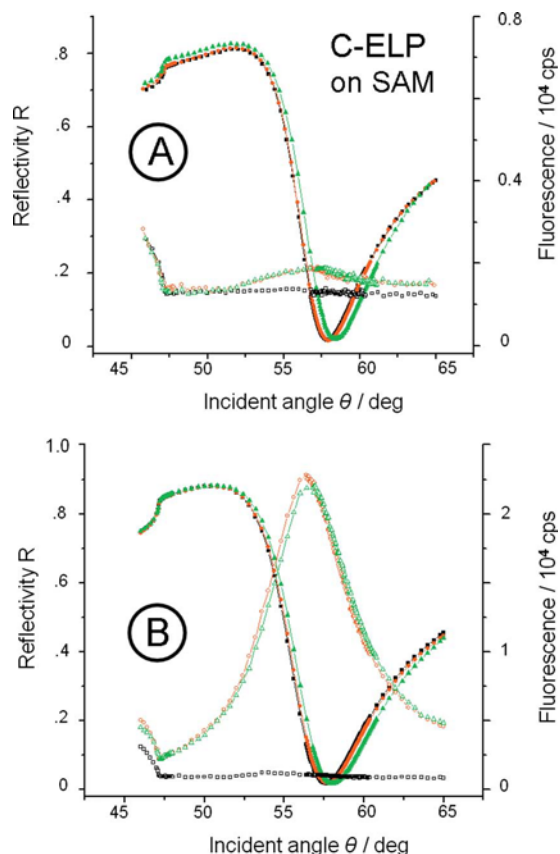 C-ELP
on SAM
A
Reflectivity R
Fluorescence / 10⁴ cps
.8
.6
.4
.2
0
0.8
0.4
0
45 50 55 60 65
Incident angle θ / deg
B
Reflectivity R
Fluorescence / 10⁴ cps
1.0
.8
.6
.4
.2
0
2
1
0
45 50 55 60 65
Incident angle θ / deg